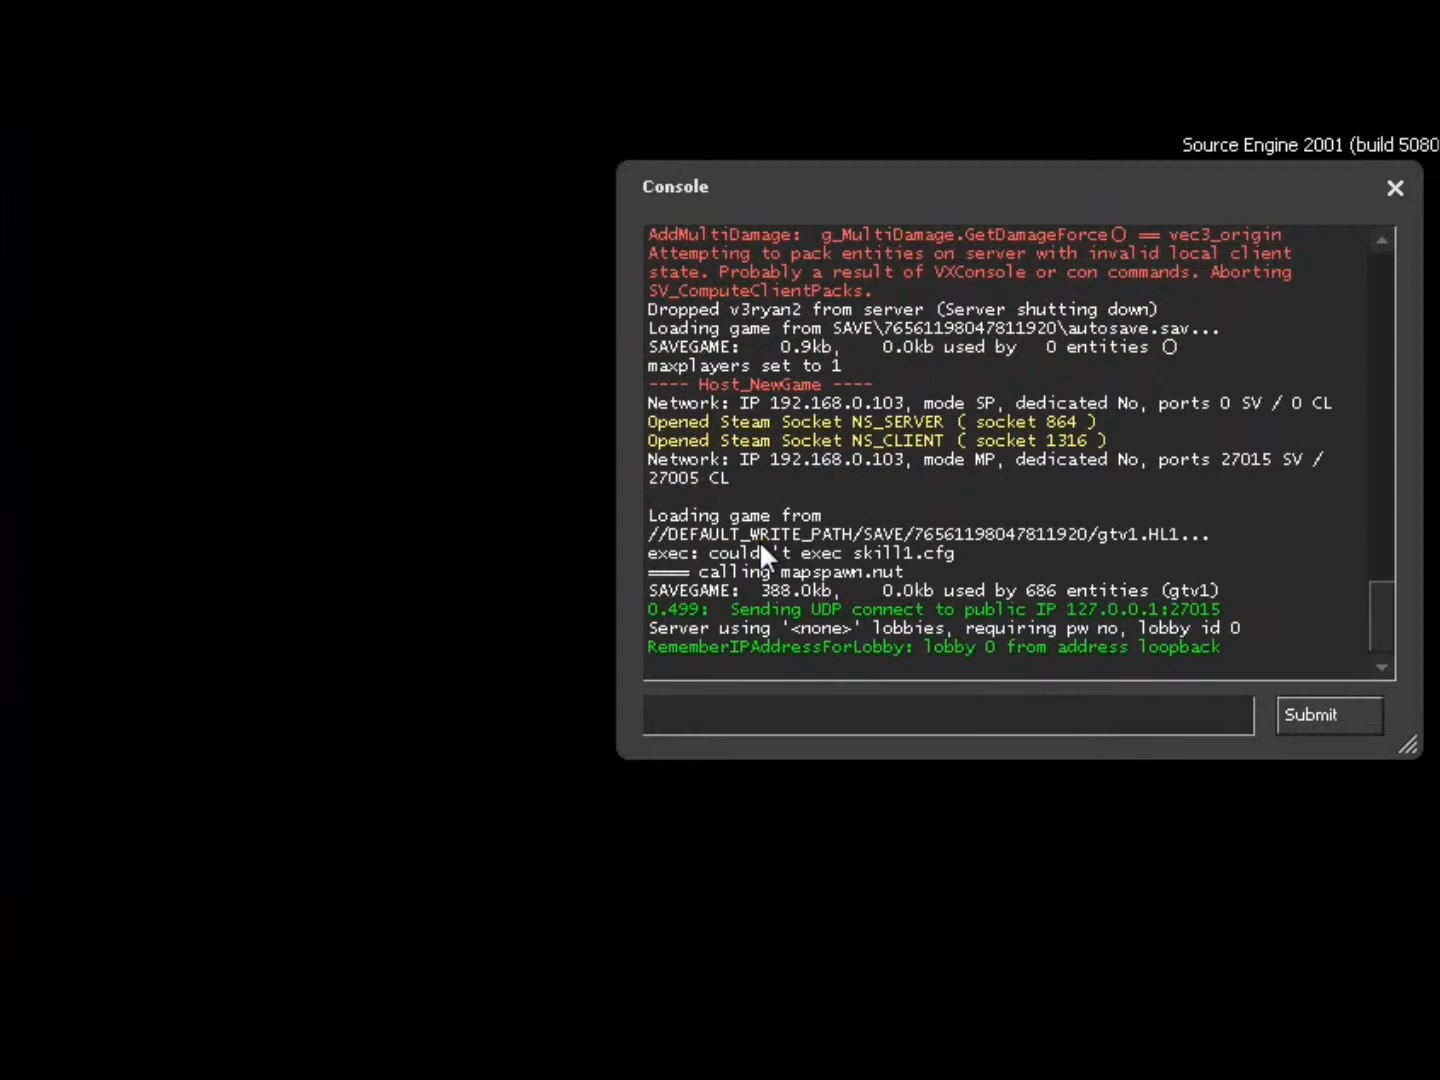 Source Engine 2001 (build 5080
Console
AddMultiDamage:  g_MultiDamage.GetDamageForce() == vec3_origin
Attempting to pack entities on server with invalid local client
state. Probably a result of VXConsole or con commands. Aborting
SV_ComputeClientPacks.
Dropped v3ryan2 from server (Server shutting down)
Loading game from SAVE\76561198047811920\autosave.sav...
SAVEGAME:    0.9kb,    0.0kb used by   0 entities ()
maxplayers set to 1
---- Host_NewGame ----
Network: IP 192.168.0.103, mode SP, dedicated No, ports 0 SV / 0 CL
Opened Steam Socket NS_SERVER ( socket 864 )
Opened Steam Socket NS_CLIENT ( socket 1316 )
Network: IP 192.168.0.103, mode MP, dedicated No, ports 27015 SV /
27005 CL
Loading game from
//DEFAULT_WRITE_PATH/SAVE/76561198047811920/gtv1.HL1...
exec: couldn't exec skill1.cfg
==== calling mapspawn.nut
SAVEGAME:  388.0kb,    0.0kb used by 686 entities (gtv1)
0.499:  Sending UDP connect to public IP 127.0.0.1:27015
Server using '<none>' lobbies, requiring pw no, lobby id 0
RememberIPAddressForLobby: lobby 0 from address loopback
Submit